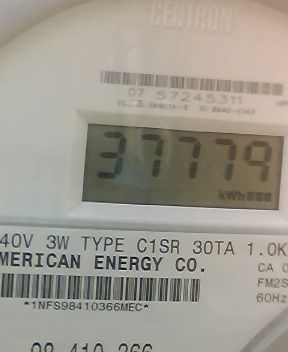 CENTRON
07 57245311
37779
kWh
40V 3W TYPE C1SR 30TA 1.0K
MERICAN ENERGY CO.
CA 0
FM2S
60Hz
*1NFS98410366MEC*
98 410 366